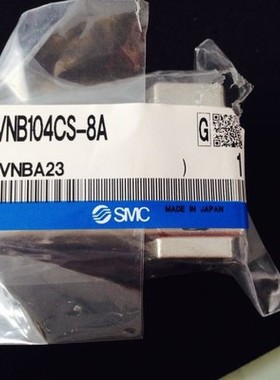 VNB104CS-8A
G
VNBA23 ) 1
SMC MADE IN JAPAN